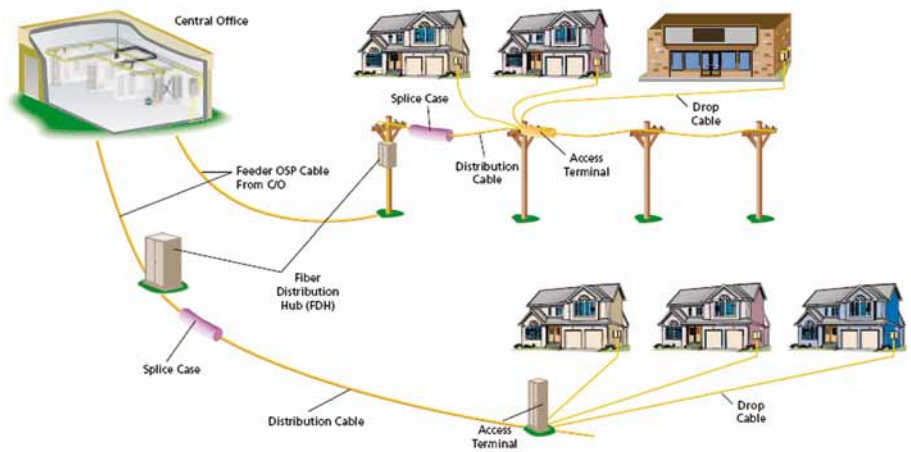 Central Office
Splice Case
Drop
Cable
Distribution
Cable
Access
Terminal
Feeder OSP Cable
From C/O
Fiber
Distribution
Hub (FDH)
Splice Case
Distribution Cable
Access
Terminal
Drop
Cable